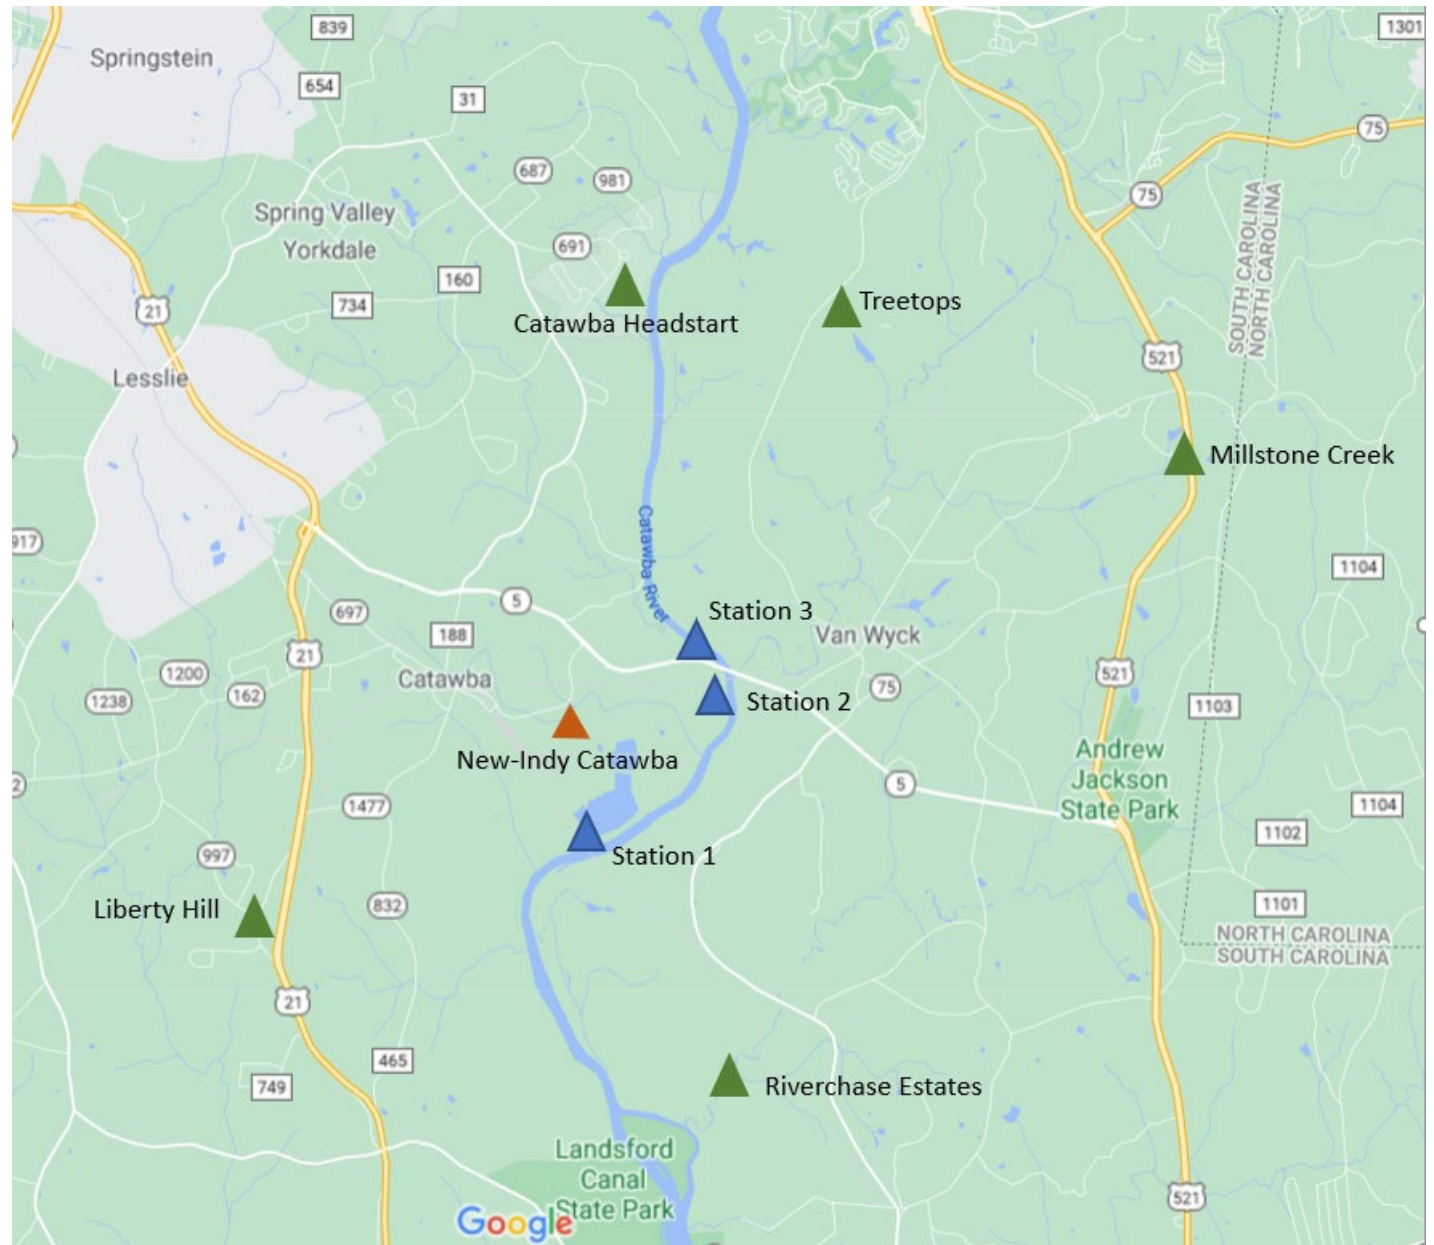 839
1301
Springstein
654
31
75
687
981
75
Spring Valley
Yorkdale
691
SOUTH CAROLINA
NORTH CAROLINA
160
734
21
Catawba Headstart
Treetops
521
Lesslie
Millstone Creek
917
Catawba River
1104
5
697
188
Station 3
Van Wyck
21
1200
162
1238
Catawba
75
521
1103
Station 2
New-Indy Catawba
Andrew
Jackson
State Park
2
5
1477
1104
1102
997
Station 1
832
1101
Liberty Hill
NORTH CAROLINA
SOUTH CAROLINA
21
465
749
Riverchase Estates
Landsford
Canal
State Park
Google
521